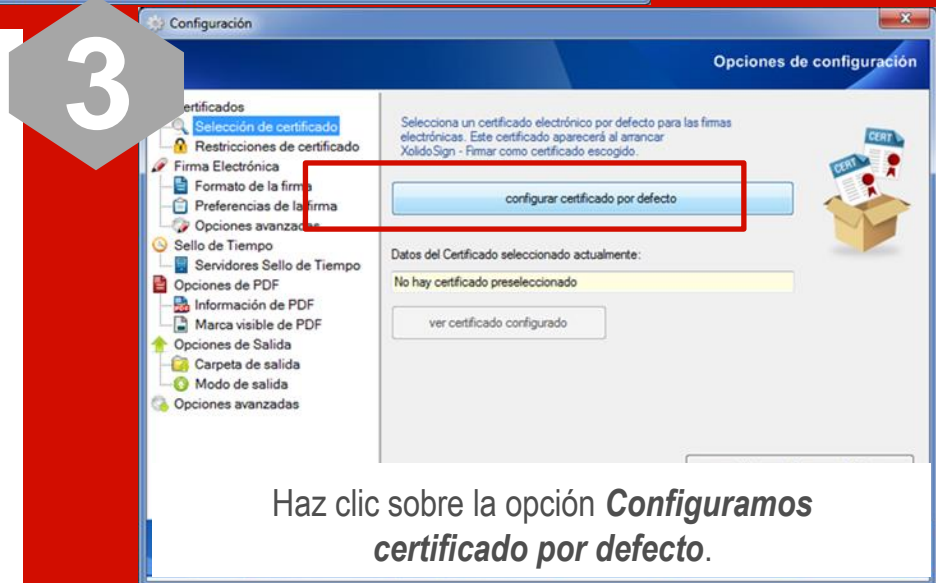 3
Configuración
Opciones de configuración
ertificados
Selección de certificado
Restricciones de certificado
Firma Electrónica
Formato de la firma
Preferencias de la firma
Opciones avanzadas
Sello de Tiempo
Servidores Sello de Tiempo
Opciones de PDF
Información de PDF
Marca visible de PDF
Opciones de Salida
Carpeta de salida
Modo de salida
Opciones avanzadas
Selecciona un certificado electrónico por defecto para las firmas
electrónicas. Este certificado aparecerá al arrancar
XolidoSign - Firmar como certificado escogido.
CERT
CERT
configurar certificado por defecto
Datos del Certificado seleccionado actualmente:
No hay certificado preseleccionado
ver certificado configurado
Haz clic sobre la opción Configuramos
certificado por defecto.